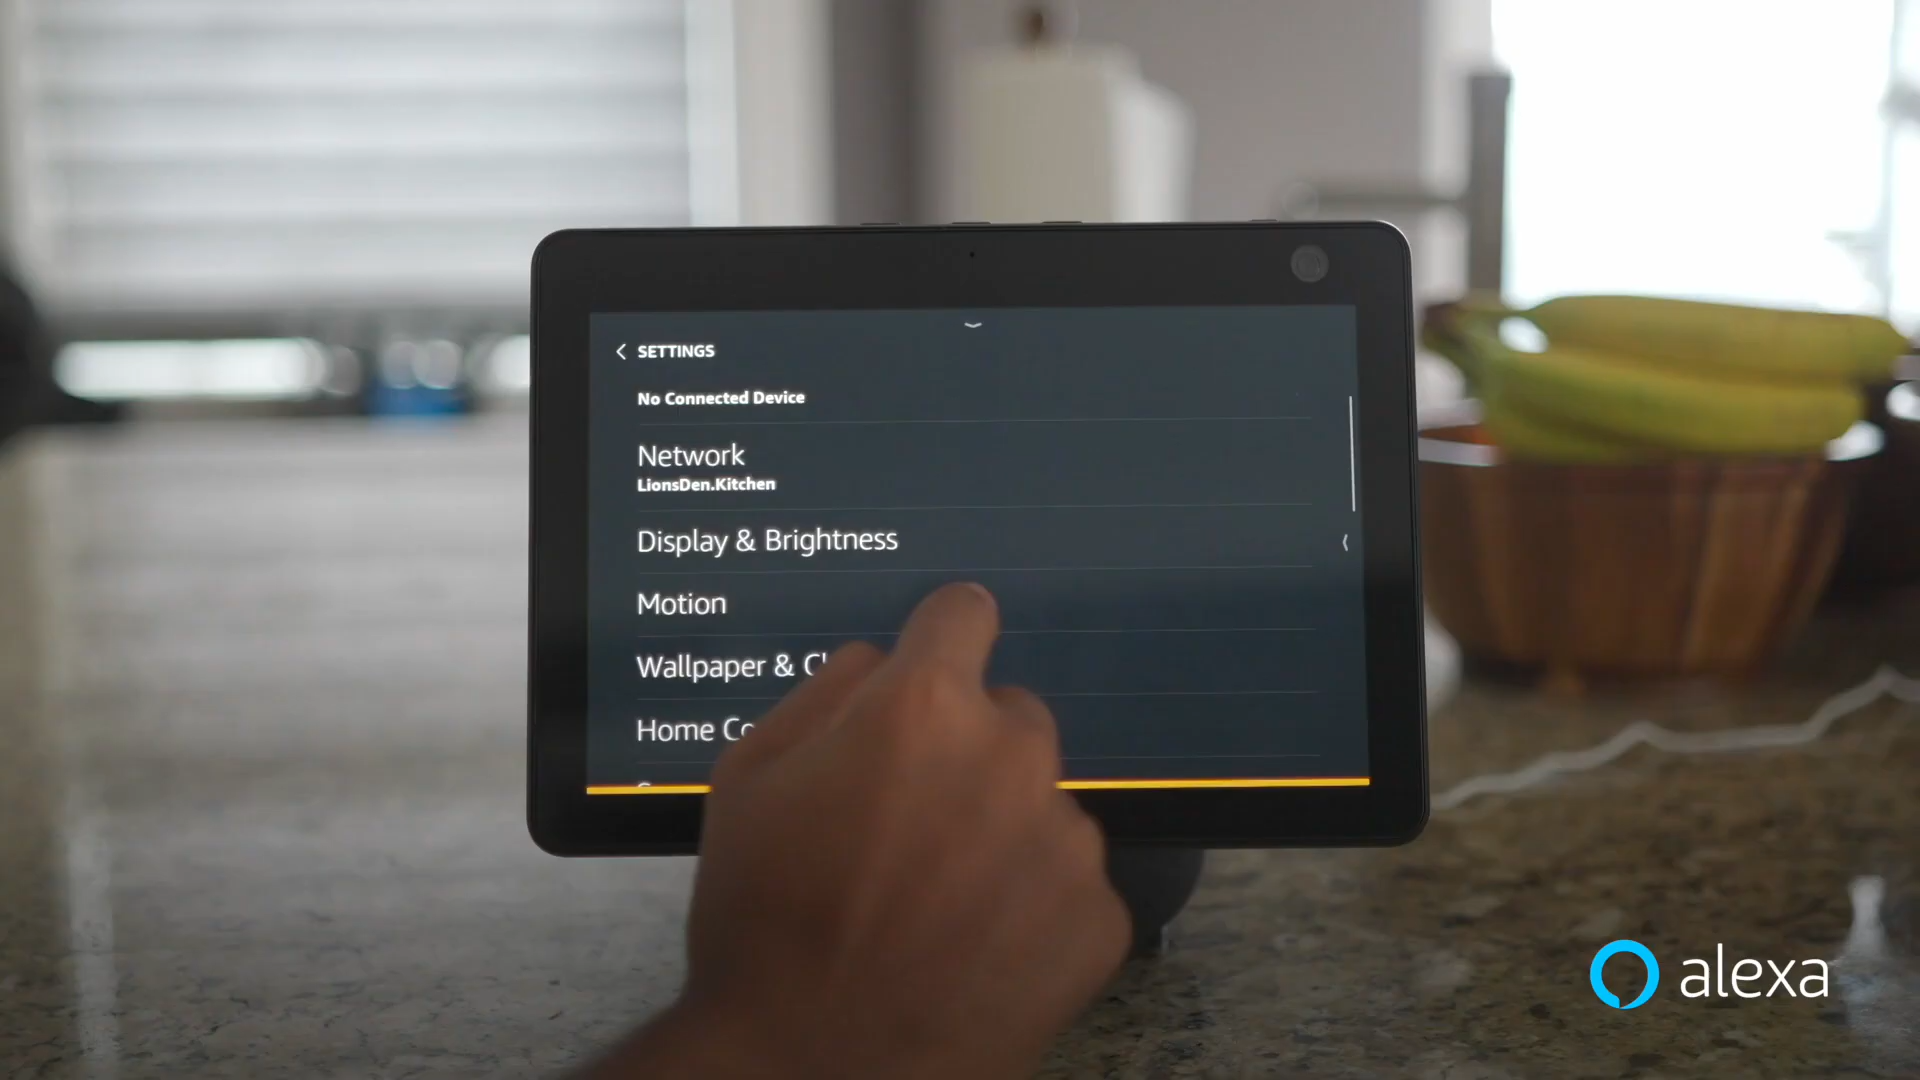 SETTINGS
No Connected Device
Network
LionsDen.Kitchen
Display & Brightness
Motion
Wallpaper &
Home
alexa